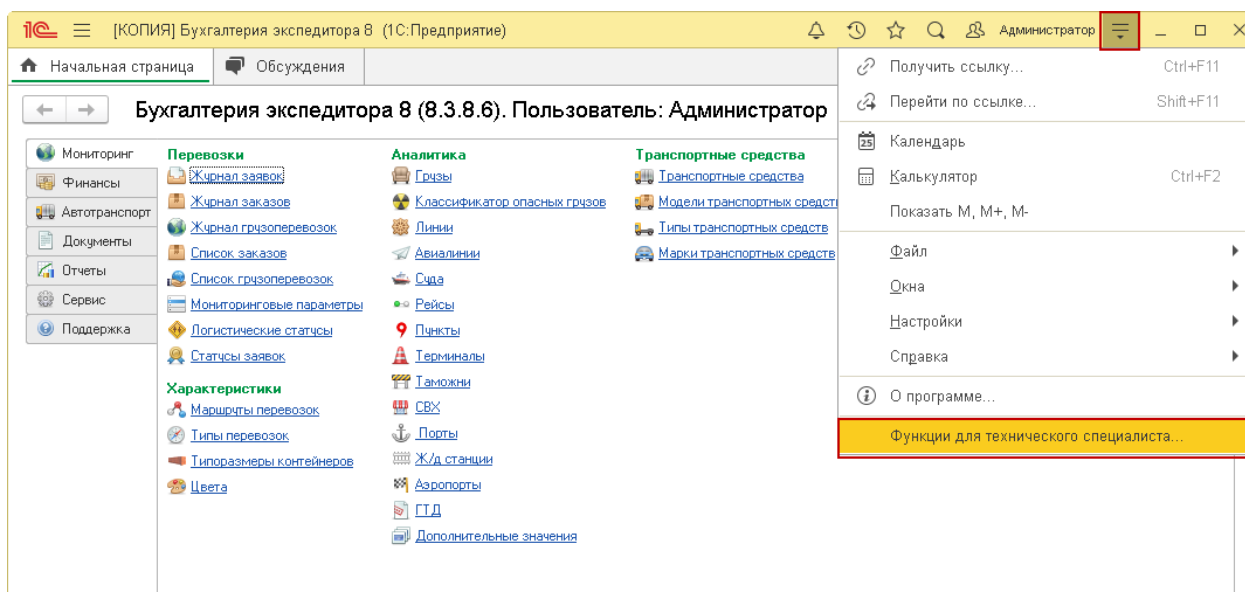 1С [КОПИЯ] Бухгалтерия экспедитора 8 (1С:Предприятие) Администратор
Начальная страница Обсуждения
Бухгалтерия экспедитора 8 (8.3.8.6). Пользователь: Администратор
Мониторинг
Финансы
Автотранспорт
Документы
Отчеты
Сервис
Поддержка
Перевозки
Журнал заявок
Журнал заказов
Журнал грузоперевозок
Список заказов
Список грузоперевозок
Мониторинговые параметры
Логистические статусы
Статусы заявок
Характеристики
Маршруты перевозок
Типы перевозок
Типоразмеры контейнеров
Цвета
Аналитика
Грузы
Классификатор опасных грузов
Линии
Авиалинии
Суда
Рейсы
Пункты
Терминалы
Таможни
СВХ
Порты
Ж/д станции
Аэропорты
ГТД
Дополнительные значения
Транспортные средства
Транспортные средства
Модели транспортных средст
Типы транспортных средств
Марки транспортных средств
Получить ссылку... Ctrl+F11
Перейти по ссылке... Shift+F11
25 Календарь
Калькулятор Ctrl+F2
Показать M, M+, M-
Файл
Окна
Настройки
Справка
О программе...
Функции для технического специалиста...